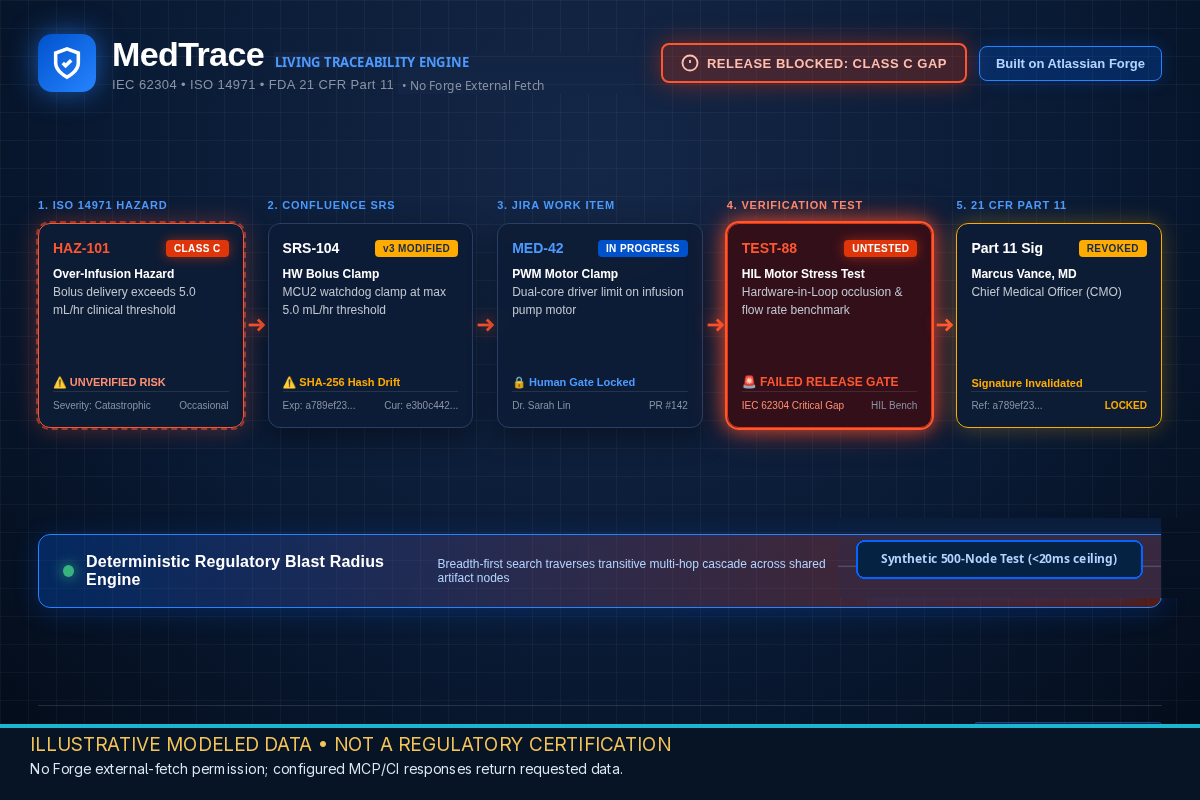 MedTrace LIVING TRACEABILITY ENGINE
IEC 62304 • ISO 14971 • FDA 21 CFR Part 11 • No Forge External Fetch
RELEASE BLOCKED: CLASS C GAP
Built on Atlassian Forge
1. ISO 14971 HAZARD
HAZ-101 CLASS C
Over-Infusion Hazard
Bolus delivery exceeds 5.0
mL/hr clinical threshold
⚠️ UNVERIFIED RISK
Severity: Catastrophic Occasional
2. CONFLUENCE SRS
SRS-104 v3 MODIFIED
HW Bolus Clamp
MCU2 watchdog clamp at max
5.0 mL/hr threshold
⚠️ SHA-256 Hash Drift
Exp: a789ef23... Cur: e3b0c442...
3. JIRA WORK ITEM
MED-42 IN PROGRESS
PWM Motor Clamp
Dual-core driver limit on infusion
pump motor
🔒 Human Gate Locked
Dr. Sarah Lin PR #142
4. VERIFICATION TEST
TEST-88 UNTESTED
HIL Motor Stress Test
Hardware-in-Loop occlusion &
flow rate benchmark
🚨 FAILED RELEASE GATE
IEC 62304 Critical Gap HIL Bench
5. 21 CFR PART 11
Part 11 Sig REVOKED
Marcus Vance, MD
Chief Medical Officer (CMO)
Signature Invalidated
Ref: a789ef23... LOCKED
Deterministic Regulatory Blast Radius
Engine
Breadth-first search traverses transitive multi-hop cascade across shared
artifact nodes
Synthetic 500-Node Test (<20ms ceiling)
ILLUSTRATIVE MODELED DATA • NOT A REGULATORY CERTIFICATION
No Forge external-fetch permission; configured MCP/CI responses return requested data.